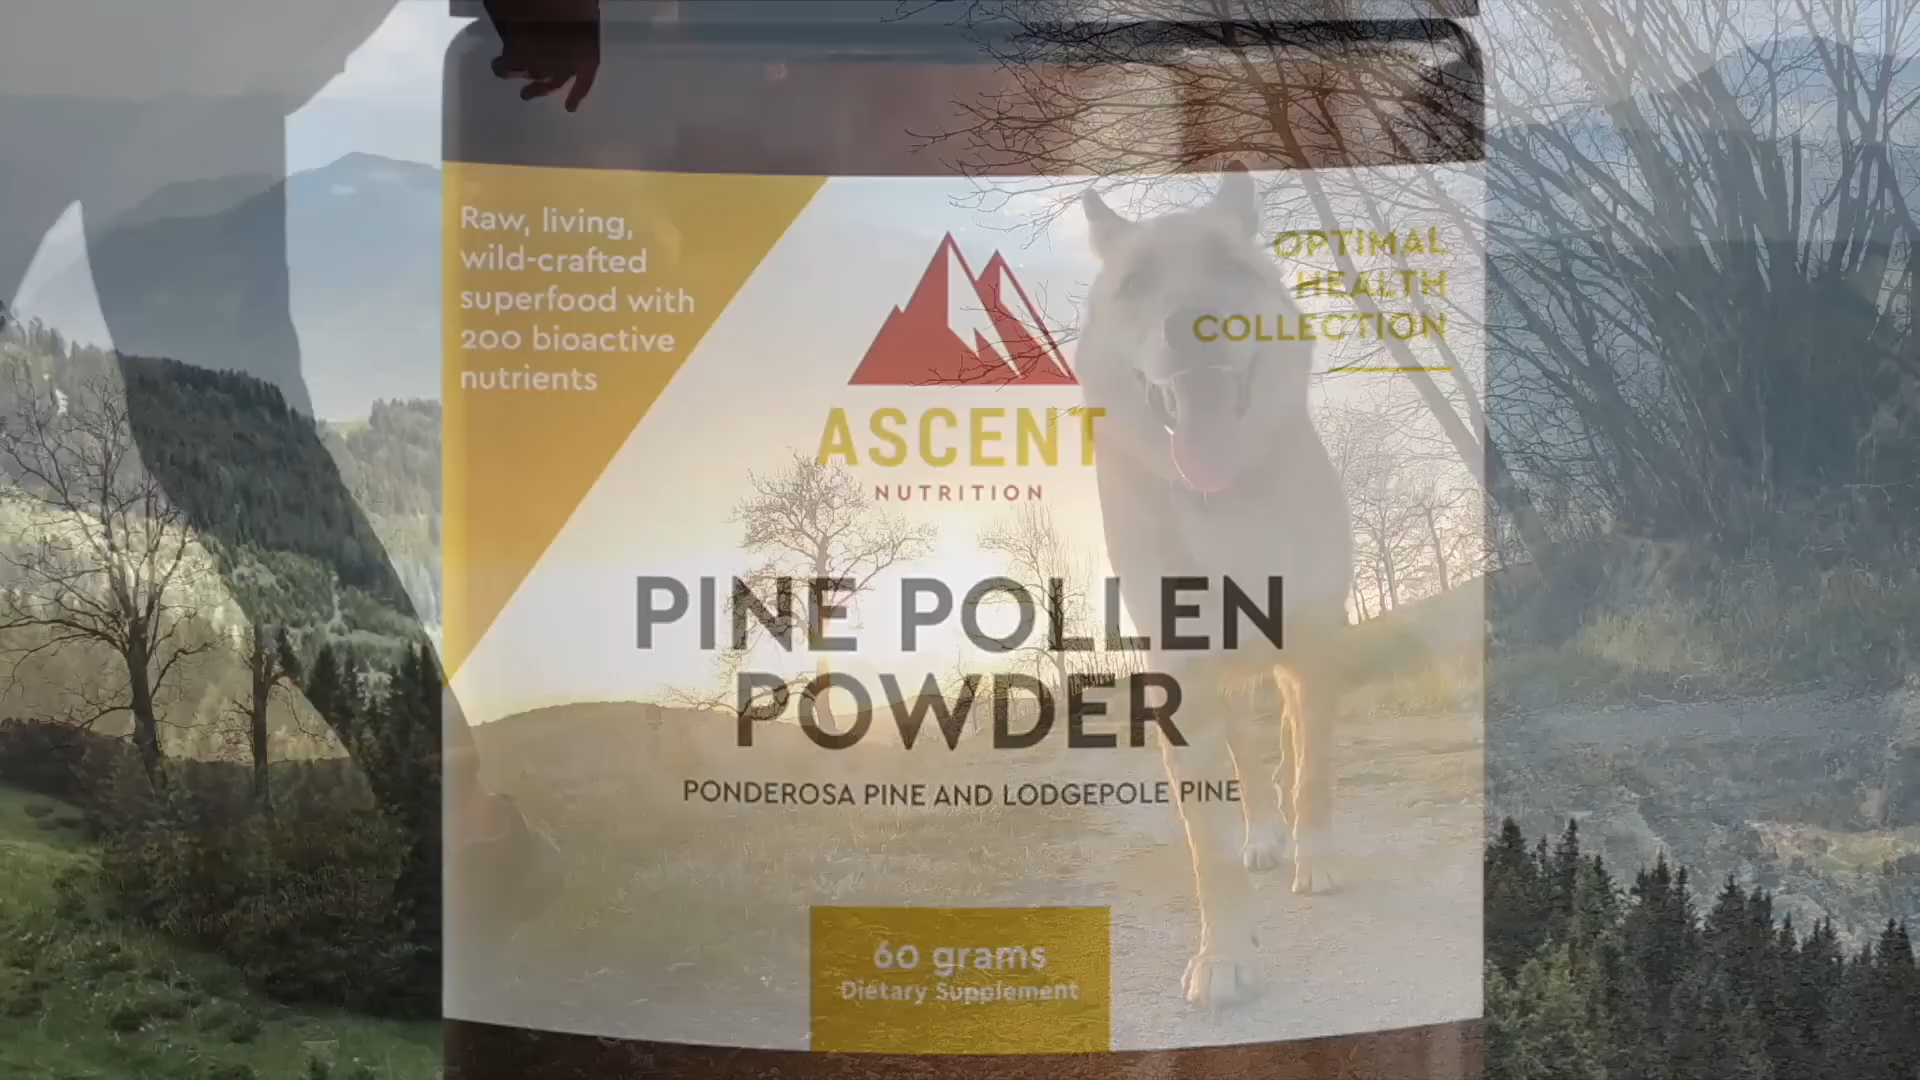 Raw, living,
wild-crafted
superfood with
200 bioactive
nutrients
OPTIMAL
HEALTH
COLLECTION
ASCENT
NUTRITION
PINE POLLEN
POWDER
PONDEROSA PINE AND LODGEPOLE PINE
60 grams
Dietary Supplement